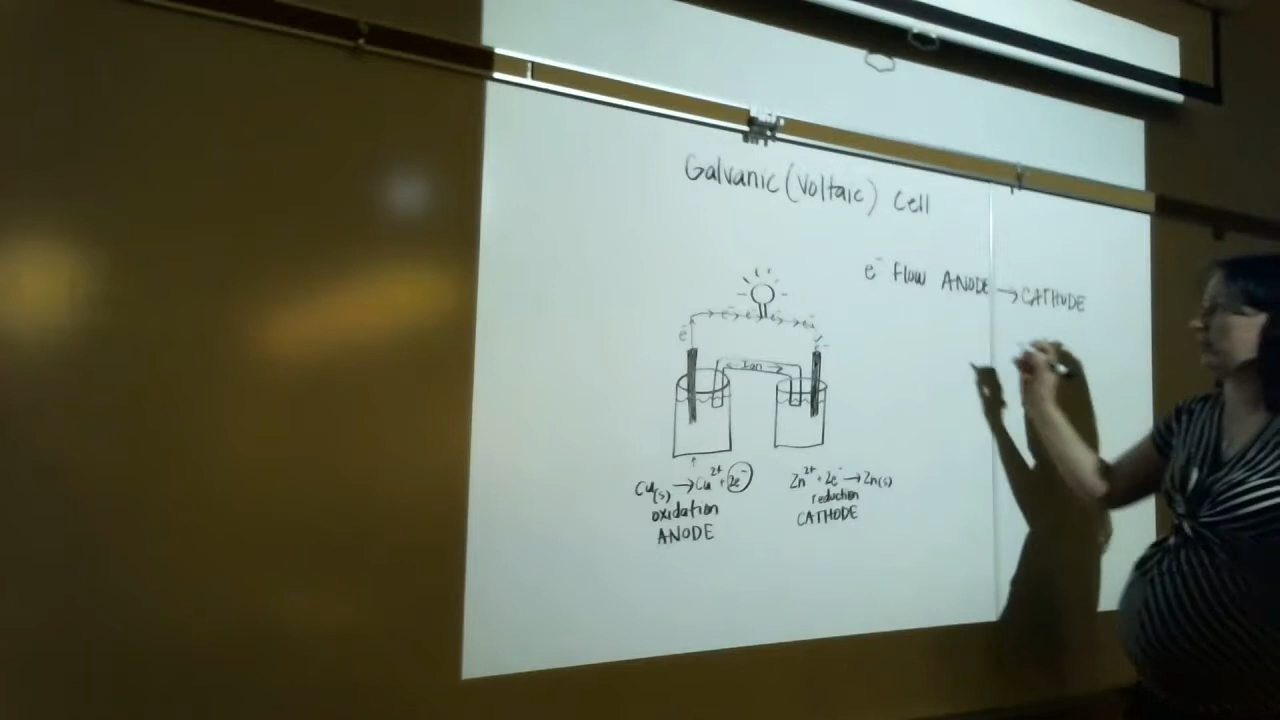 Galvanic (Voltaic) Cell
e⁻ flow ANODE → CATHODE
e⁻ e⁻ e⁻ e⁻
e⁻ e⁻
Ion
Cu(s) → Cu²⁺ + 2e⁻
oxidation
ANODE
Zn²⁺ + 2e⁻ → Zn(s)
reduction
CATHODE